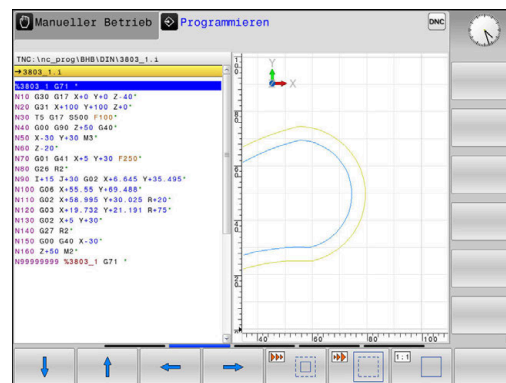 Manueller Betrieb
Programmieren
DNC
TNC:\nc_prog\BHB\DIN\3803_1.i
→3803_1.i
%3803_1 G71 *
N10 G30 G17 X+0 Y+0 Z-40*
N20 G31 X+100 Y+100 Z+0*
N30 T5 G17 S500 F100*
N40 G00 G90 Z+50 G40*
N50 X-30 Y+30 M3*
N60 Z-20*
N70 G01 G41 X+5 Y+30 F250*
N80 G26 R2*
N90 I+15 J+30 G02 X+6.645 Y+35.495*
N100 G06 X+55.55 Y+69.488*
N110 G02 X+58.995 Y+30.025 R+20*
N120 G03 X+19.732 Y+21.191 R+75*
N130 G02 X+5 Y+30*
N140 G27 R2*
N150 G00 G40 X-30*
N160 Z+50 M2*
N99999999 %3803_1 G71 *
Y
X
40 60 80 100
1:1